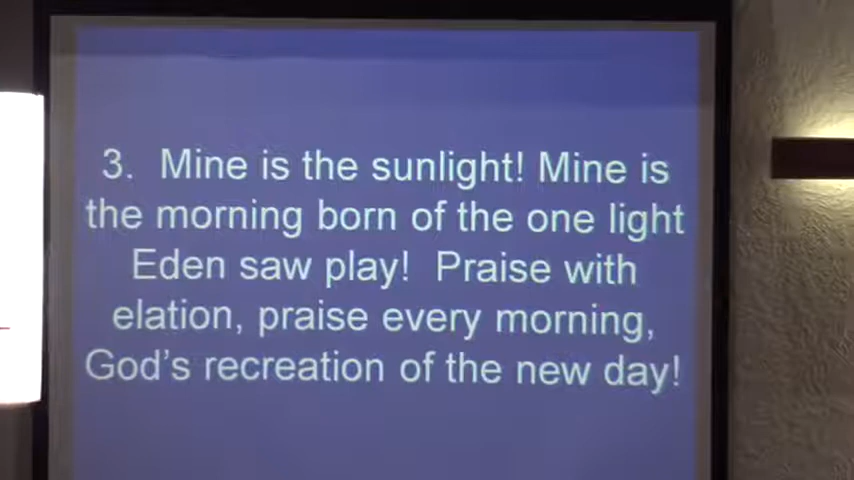 3. Mine is the sunlight! Mine is
the morning born of the one light
Eden saw play! Praise with
elation, praise every morning,
God's recreation of the new day!